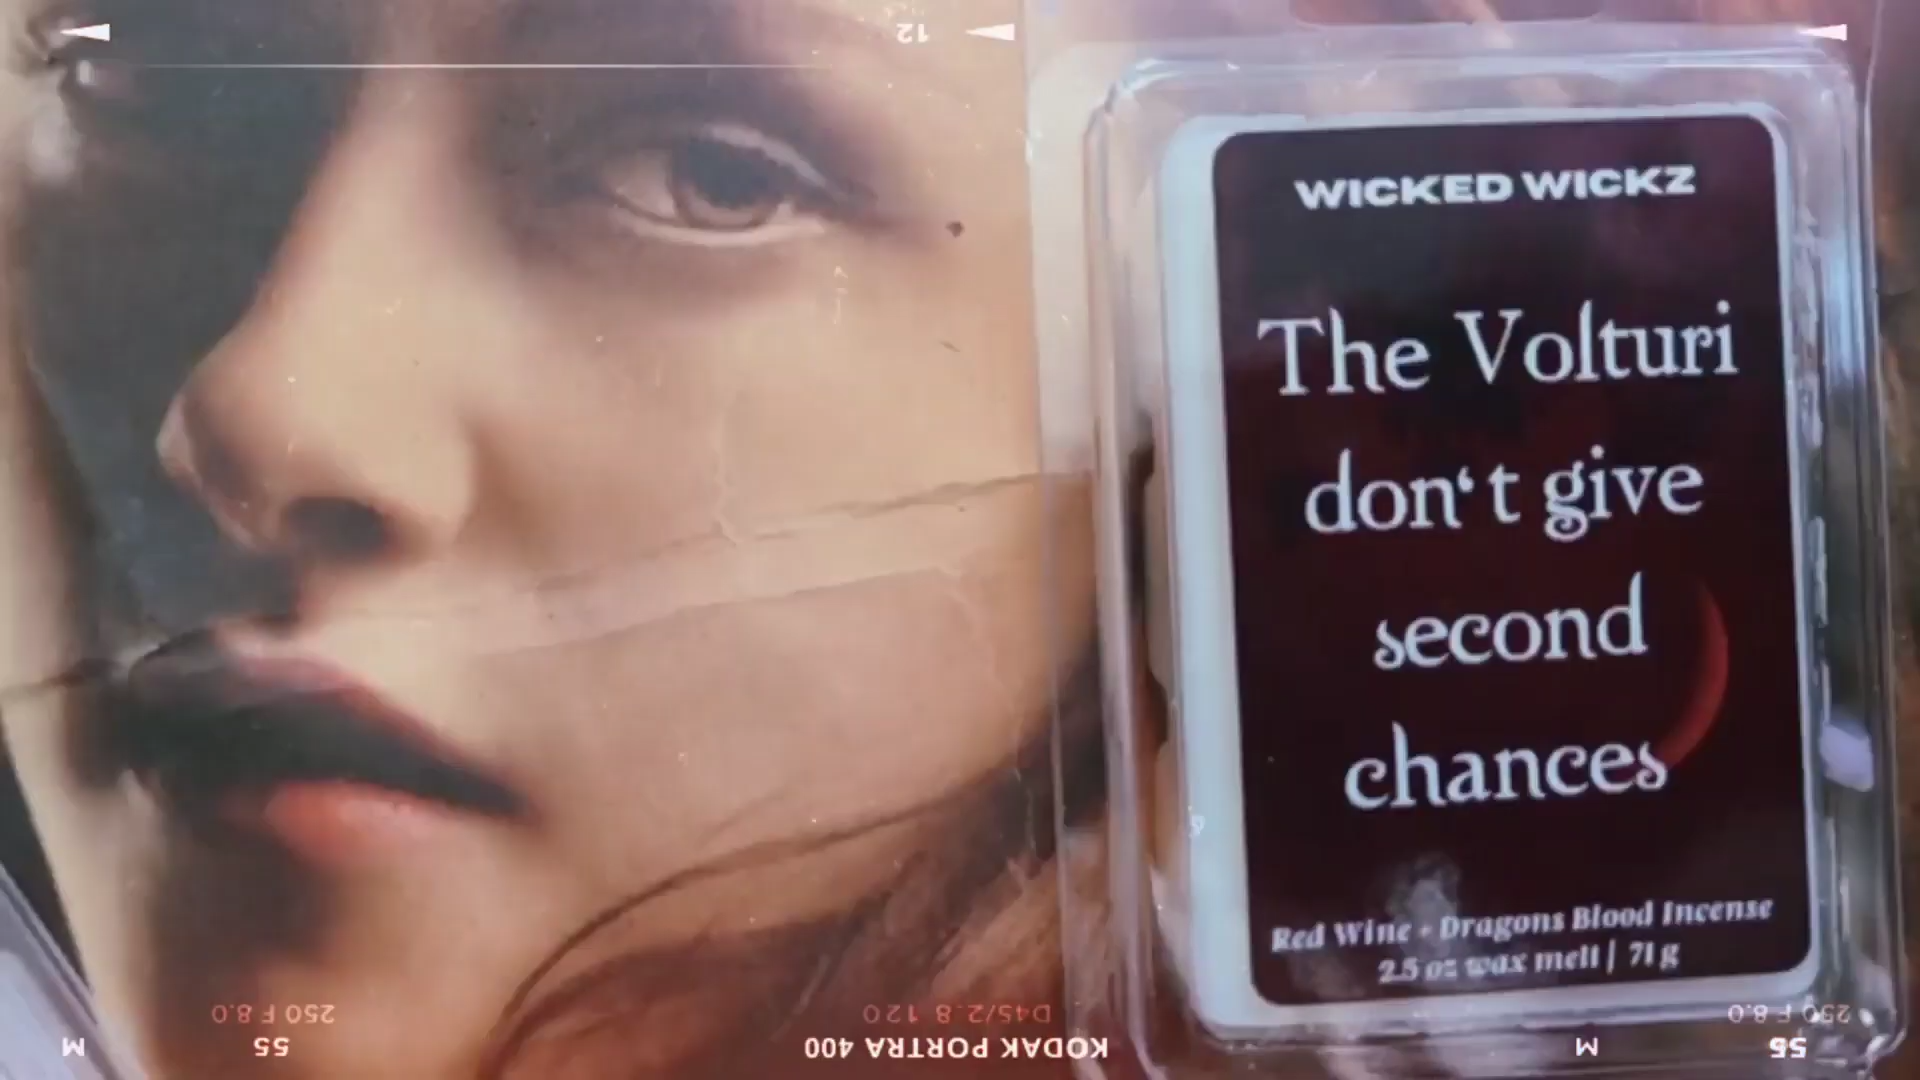 12
WICKED WICKZ
The Volturi
don‘t give
second
chances
Red Wine - Dragons Blood Incense
2.5 oz wax melt | 71 g
250 F 8.0
D45/2.8 120
250 F 8.0
M
55
KODAK PORTRA 400
M
55